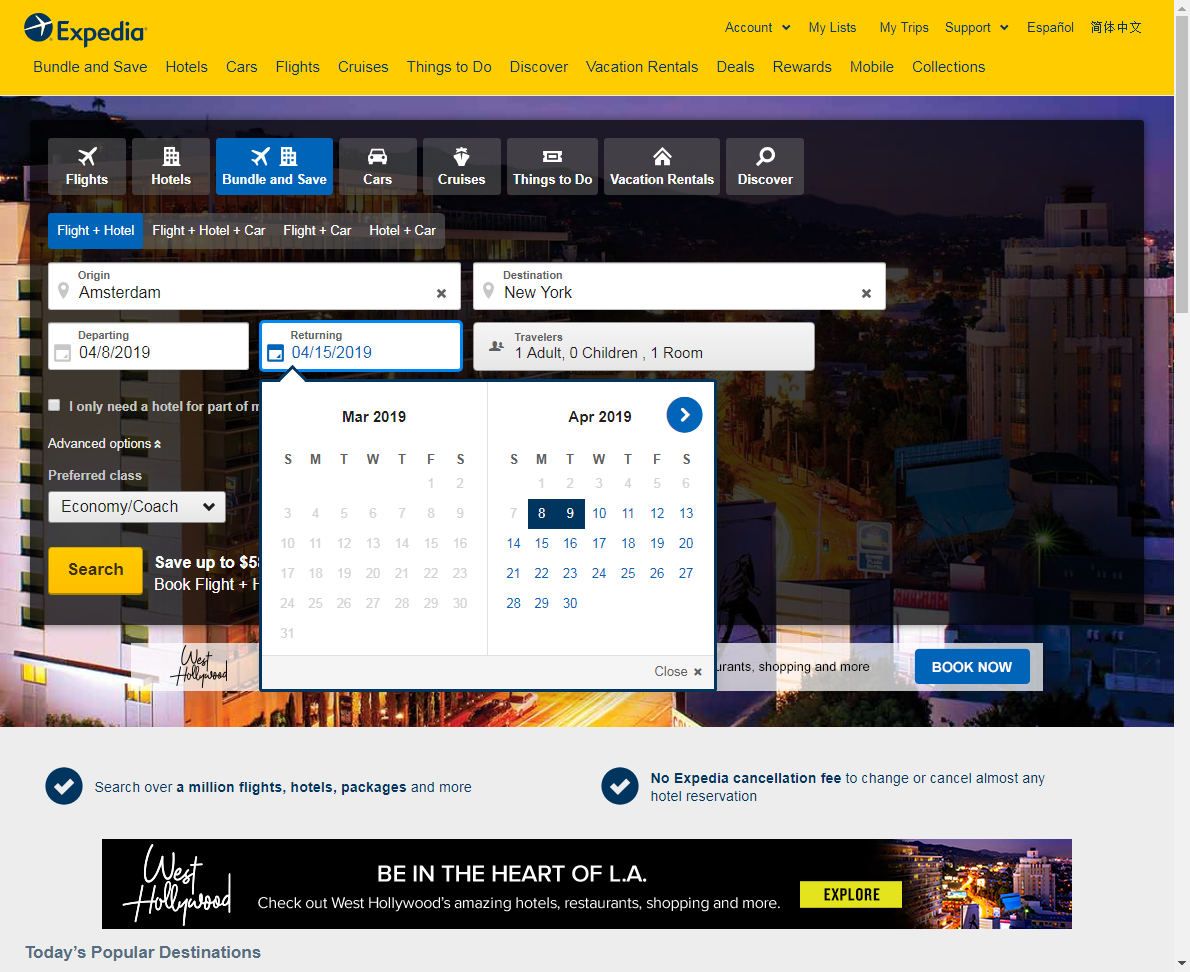 Expedia
Account My Lists My Trips Support Español 简体中文
Bundle and Save Hotels Cars Flights Cruises Things to Do Discover Vacation Rentals Deals Rewards Mobile Collections
Flights Hotels Bundle and Save Cars Cruises Things to Do Vacation Rentals Discover
Flight + Hotel Flight + Hotel + Car Flight + Car Hotel + Car
Origin
Amsterdam
Destination
New York
Departing
04/8/2019
Returning
04/15/2019
Travelers
1 Adult, 0 Children , 1 Room
I only need a hotel for part of m
Advanced options
Preferred class
Economy/Coach
Search
Save up to $5
Book Flight + H
Mar 2019
S M T W T F S
1 2
3 4 5 6 7 8 9
10 11 12 13 14 15 16
17 18 19 20 21 22 23
24 25 26 27 28 29 30
31
Apr 2019
S M T W T F S
1 2 3 4 5 6
7 8 9 10 11 12 13
14 15 16 17 18 19 20
21 22 23 24 25 26 27
28 29 30
Close
West
Hollywood
urants, shopping and more
BOOK NOW
Search over a million flights, hotels, packages and more
No Expedia cancellation fee to change or cancel almost any
hotel reservation
West
Hollywood
BE IN THE HEART OF L.A.
Check out West Hollywood's amazing hotels, restaurants, shopping and more.
EXPLORE
Today's Popular Destinations